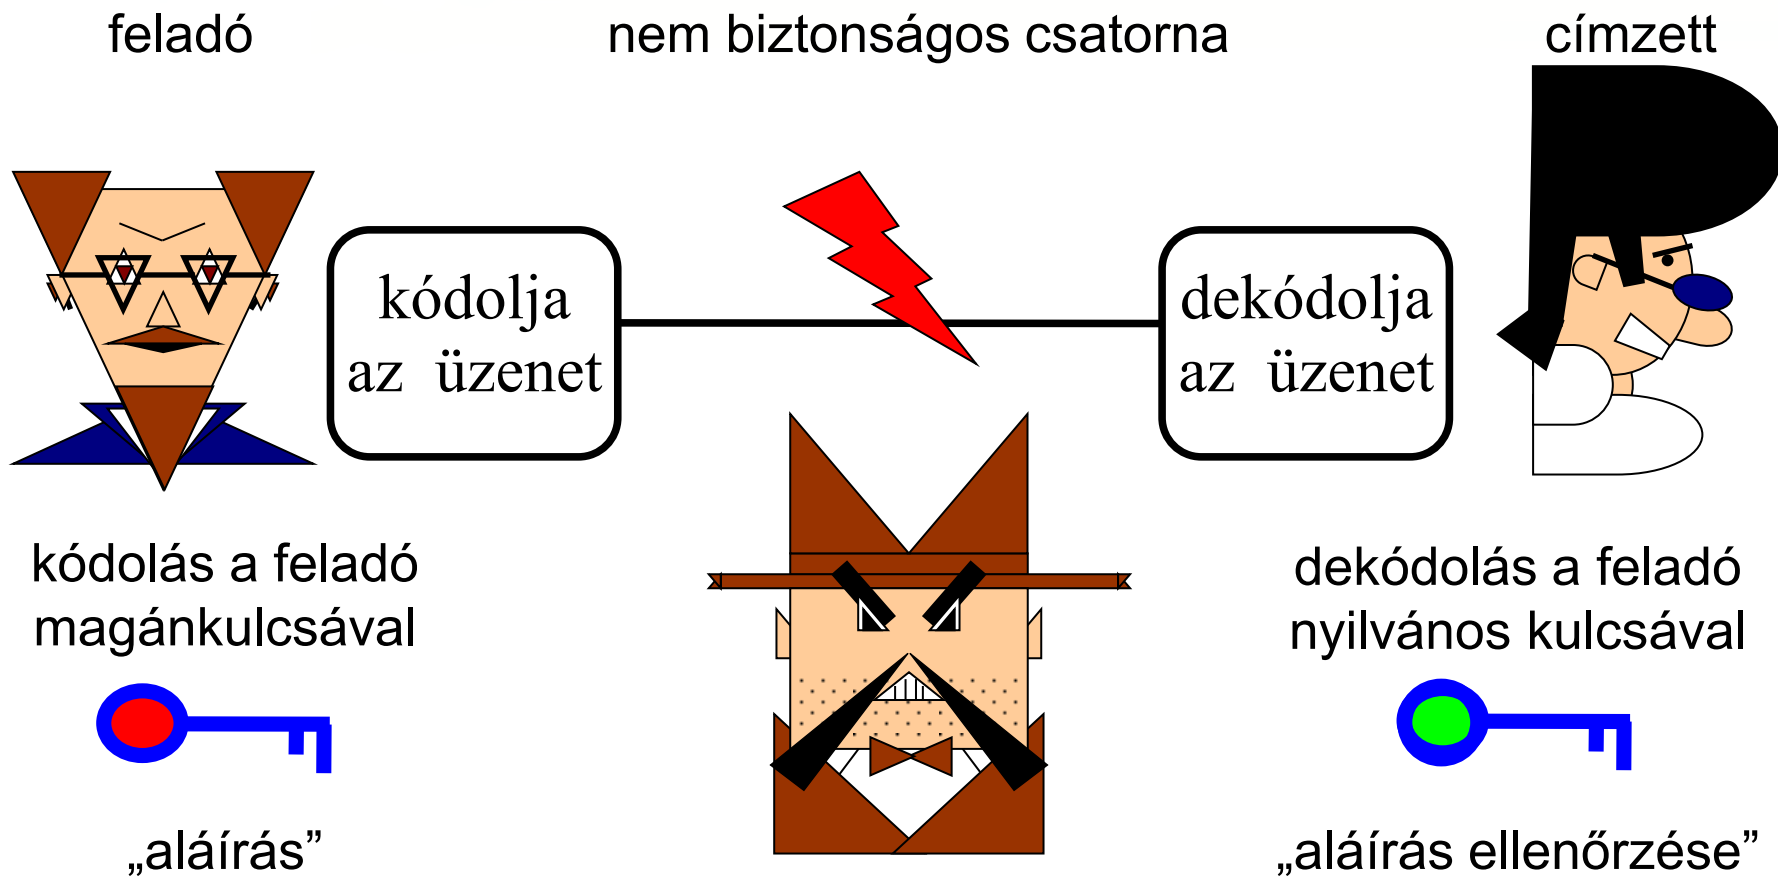 feladó
nem biztonságos csatorna
címzett
kódolja
az üzenet
dekódolja
az üzenet
kódolás a feladó
magánkulcsával
dekódolás a feladó
nyilvános kulcsával
„aláírás”
„aláírás ellenőrzése”